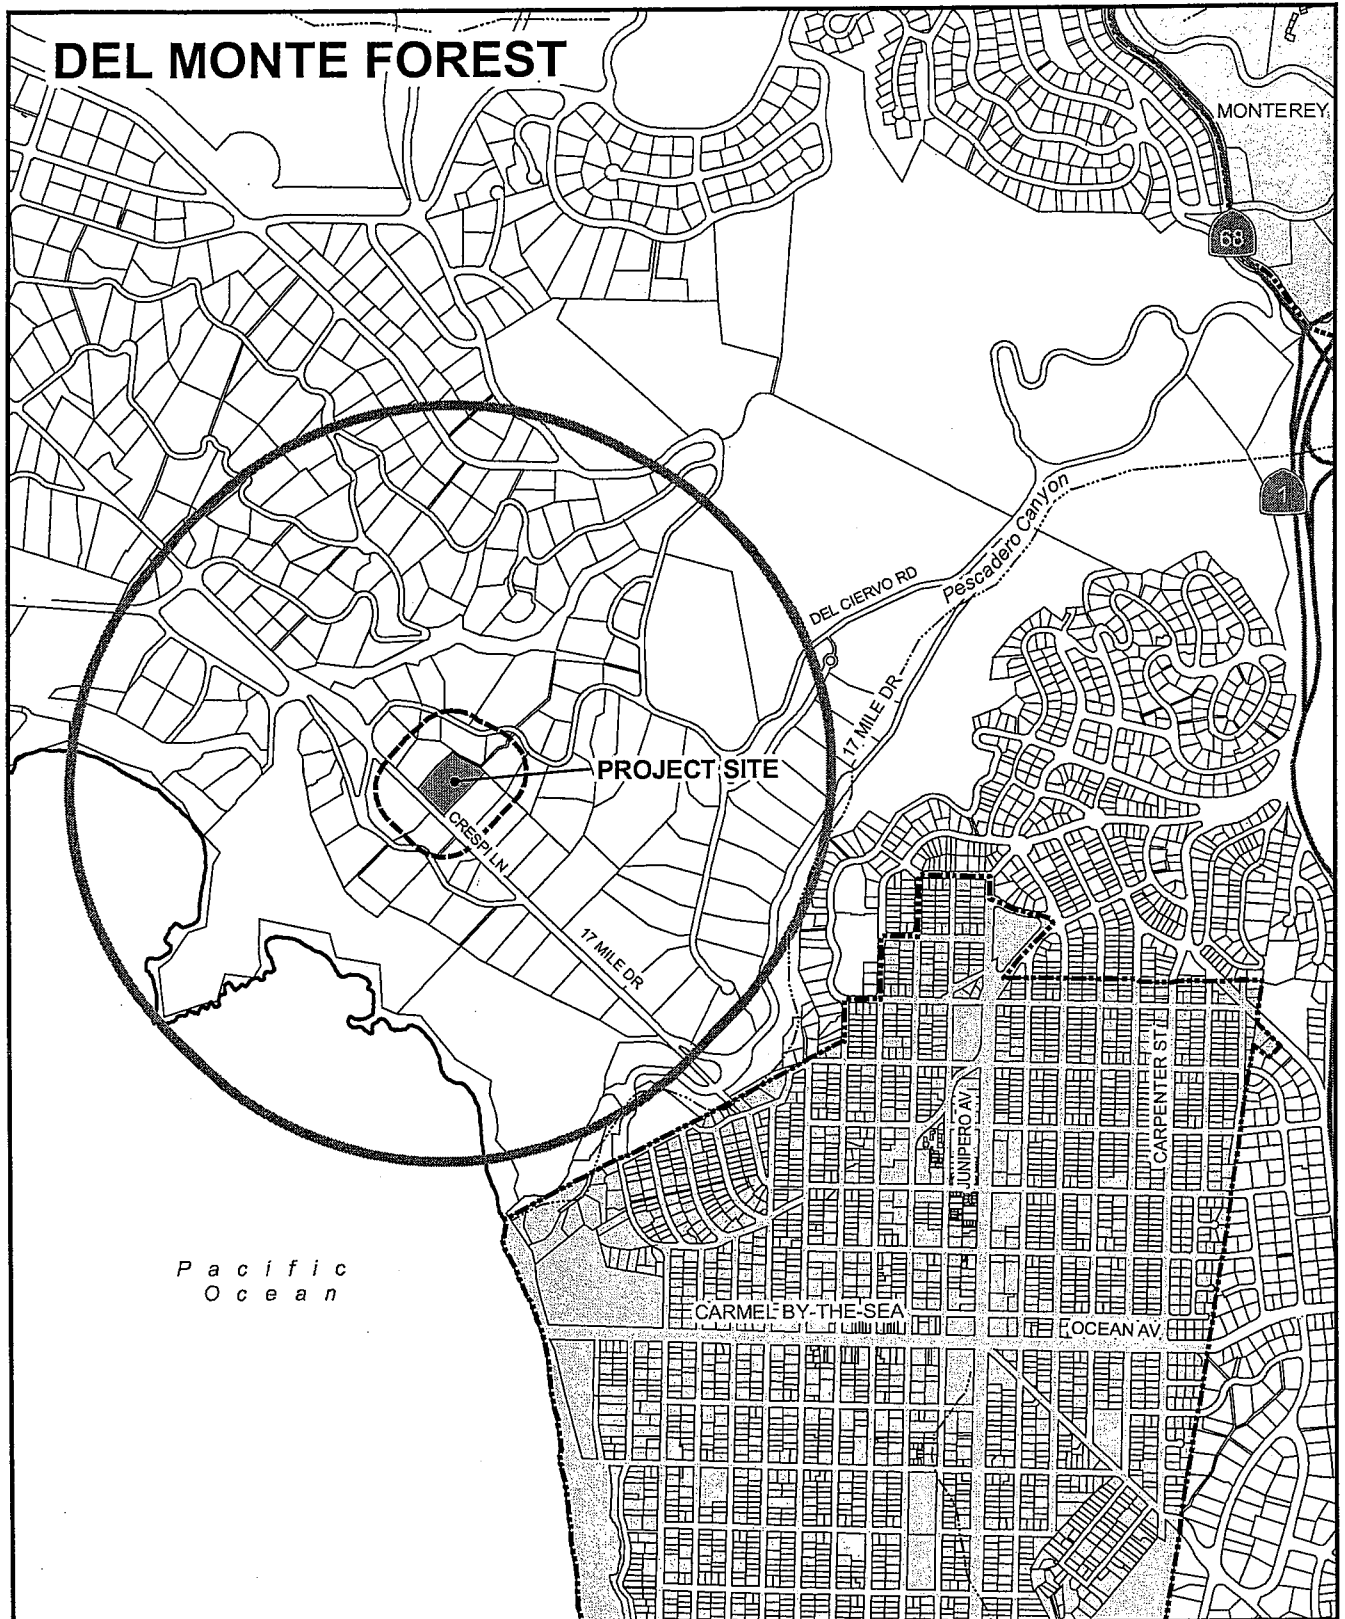 DEL MONTE FOREST
MONTEREY
68
1
Pescadero Canyon
DEL CIERVO RD
17 MILE DR
PROJECT SITE
CRESPI LN
17 MILE DR
CARPENTER ST
JUNIPERO AV
Pacific
Ocean
CARMEL-BY-THE-SEA
OCEAN AV